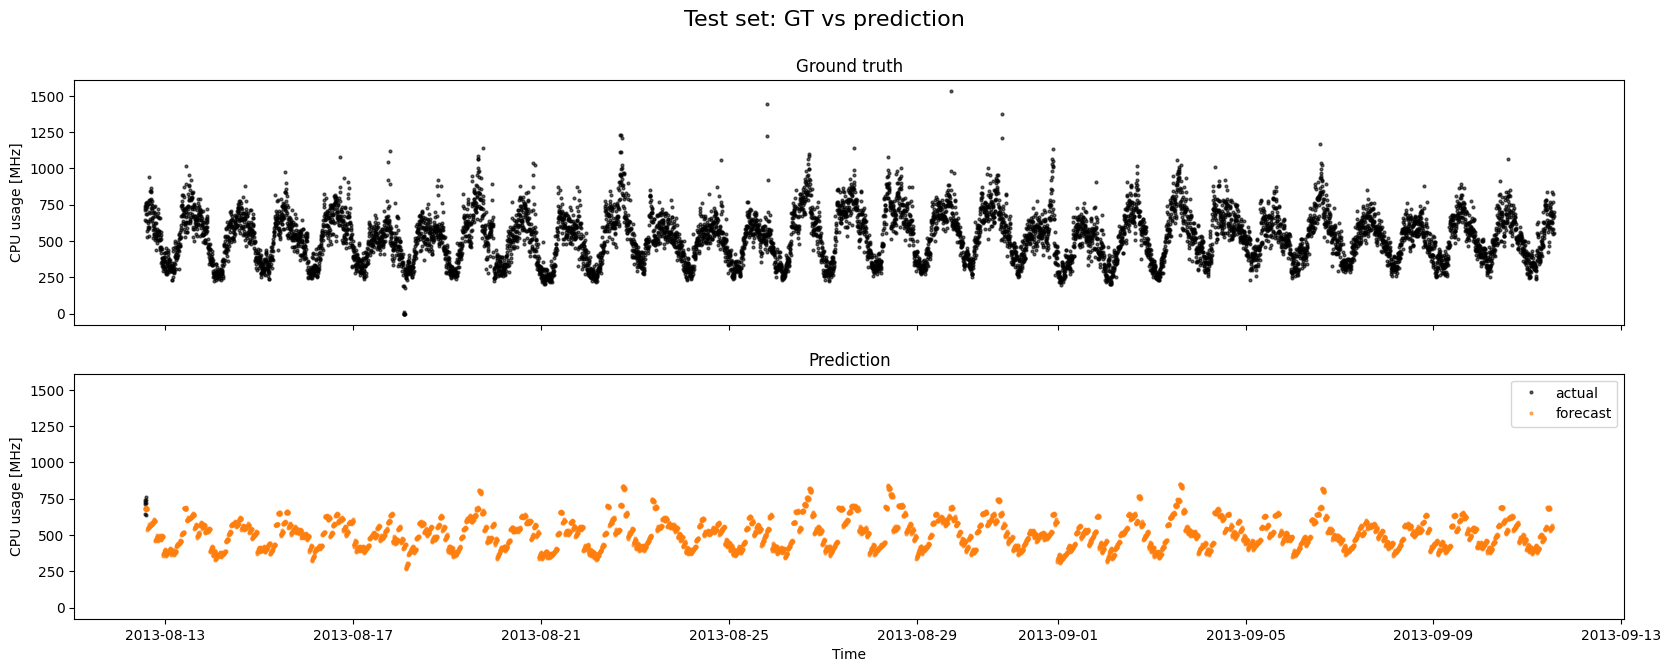 Test set: GT vs prediction
Ground truth
1500
1250
1000
750
500
250
0
CPU usage [MHz]
Prediction
1500
1250
1000
750
500
250
0
CPU usage [MHz]
actual
forecast
2013-08-13 2013-08-17 2013-08-21 2013-08-25 2013-08-29 2013-09-01 2013-09-05 2013-09-09 2013-09-13
Time